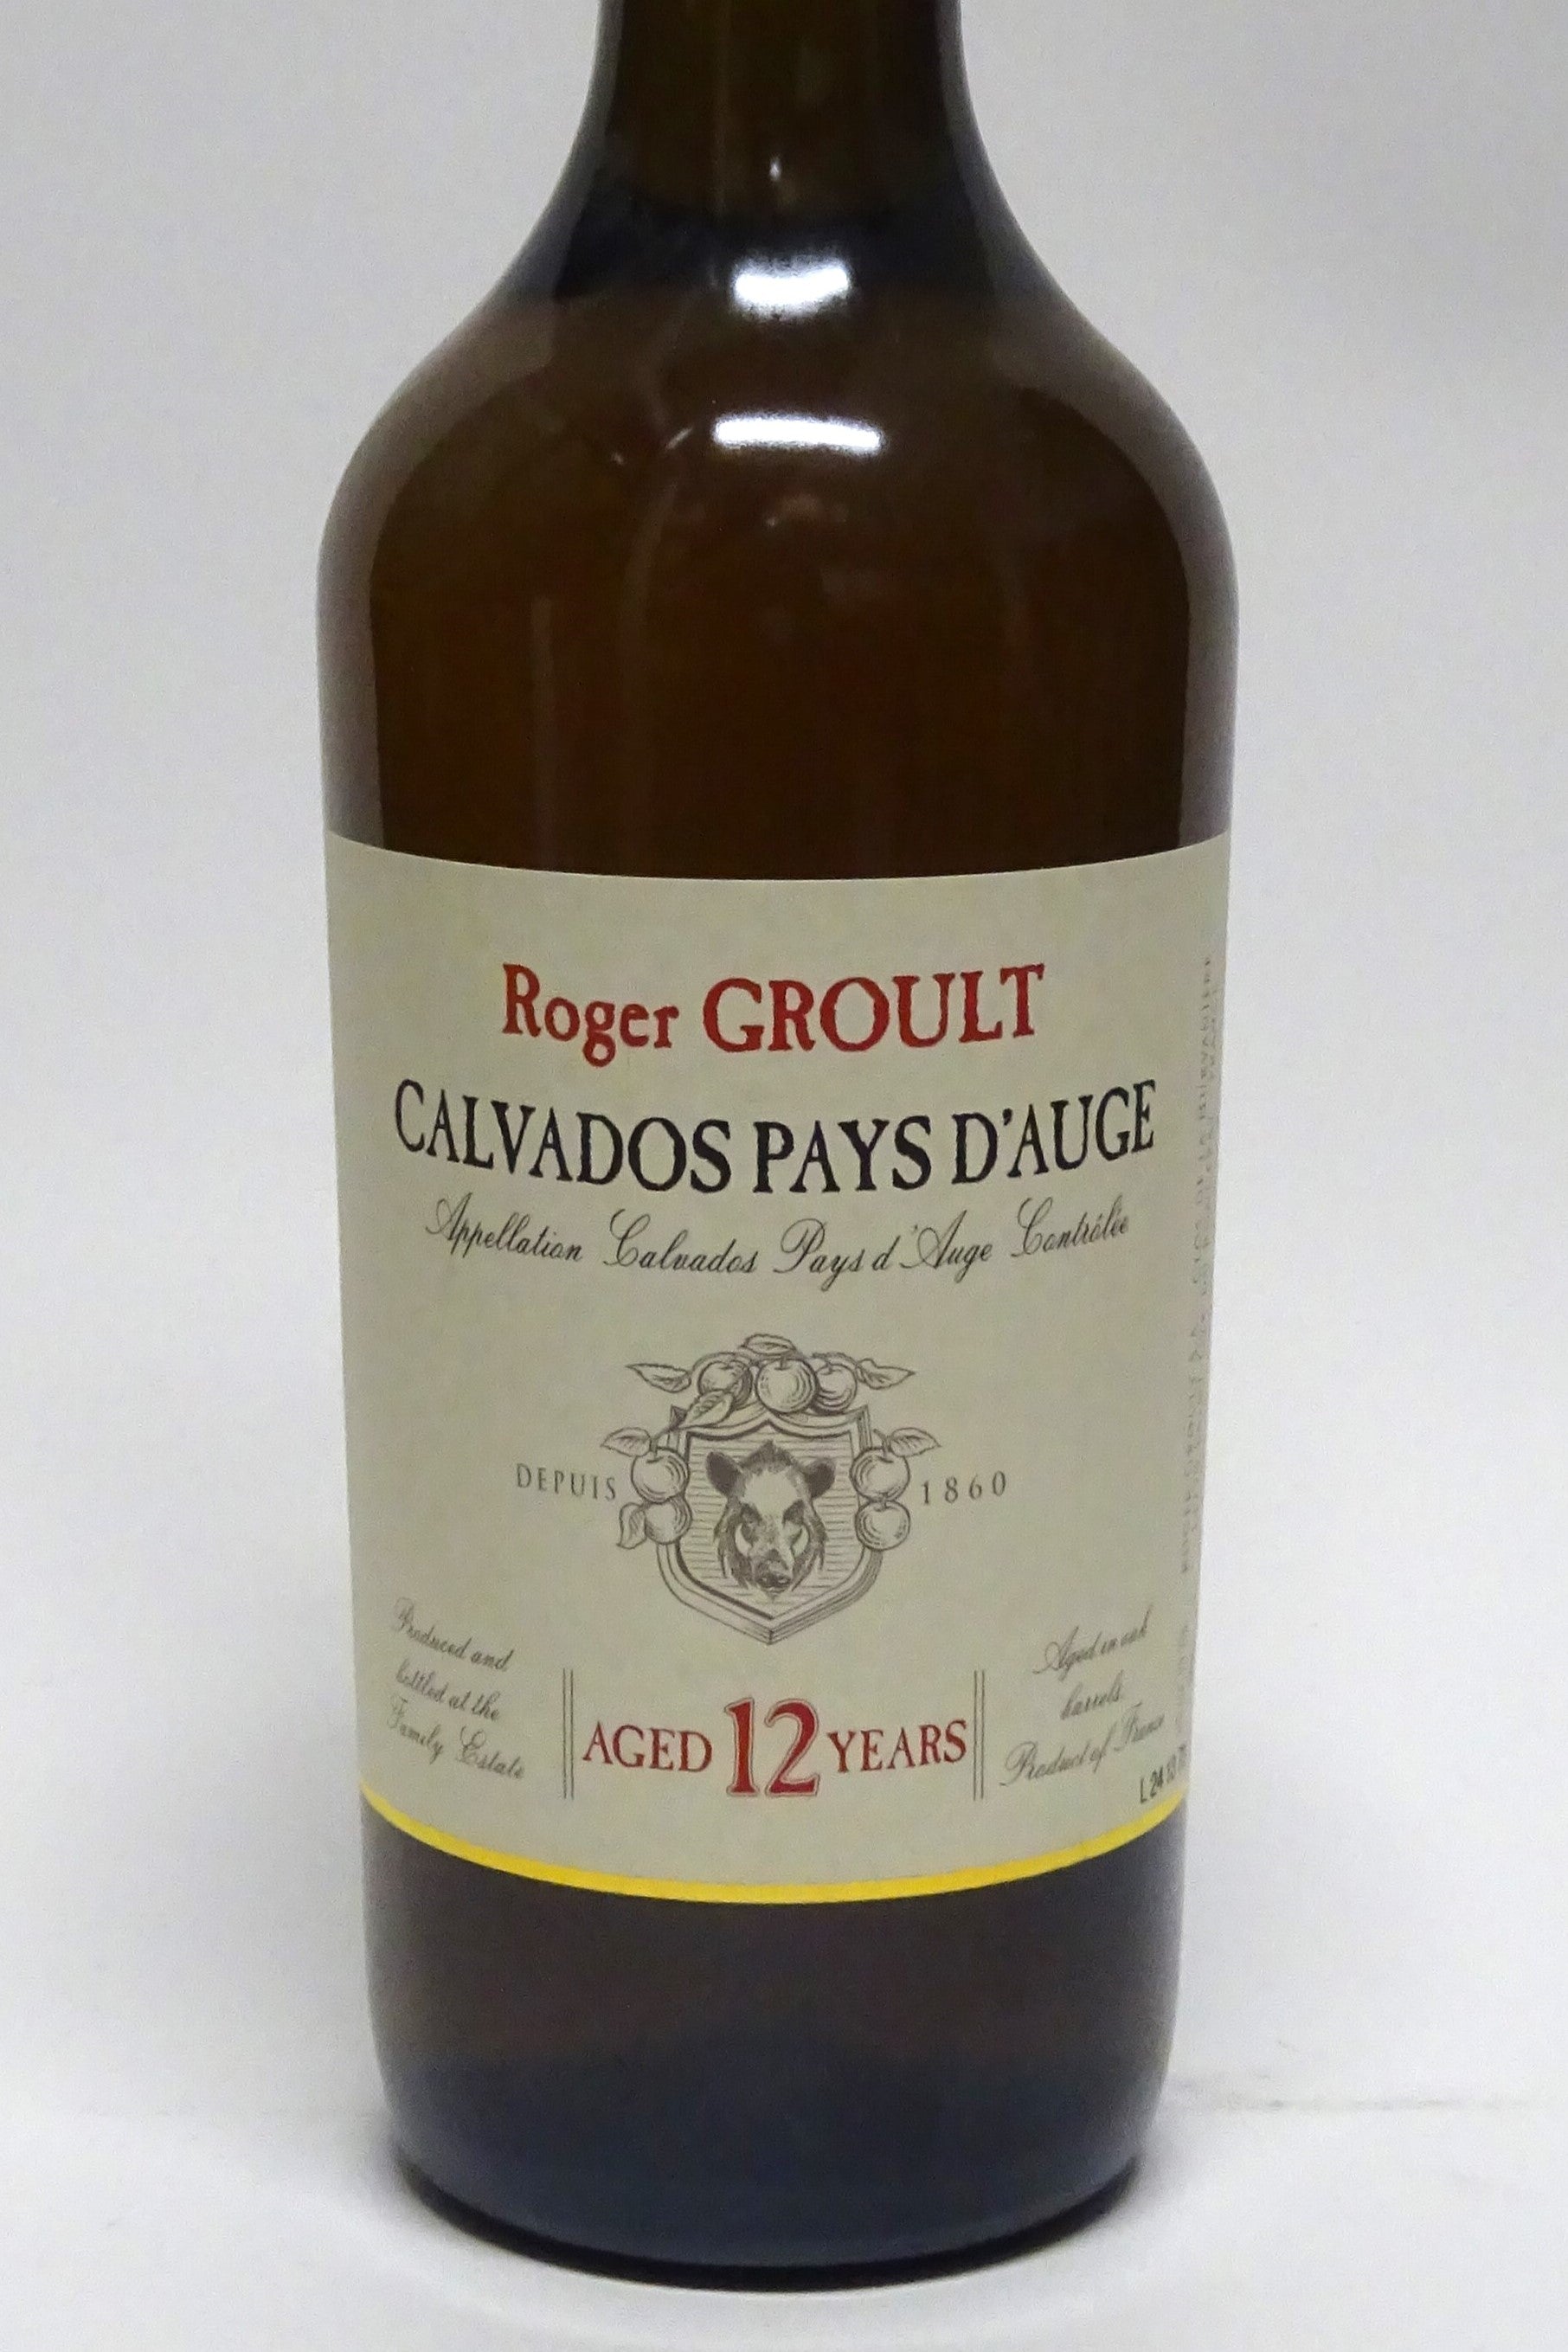 Roger GROULT
CALVADOS PAYS D'AUGE
Appellation Calvados Pays d'Auge Contrôlée
DEPUIS 1860
Produced and
bottled at the
Family Estate
AGED 12 YEARS
Aged in oak
barrels.
Product of France
L 24